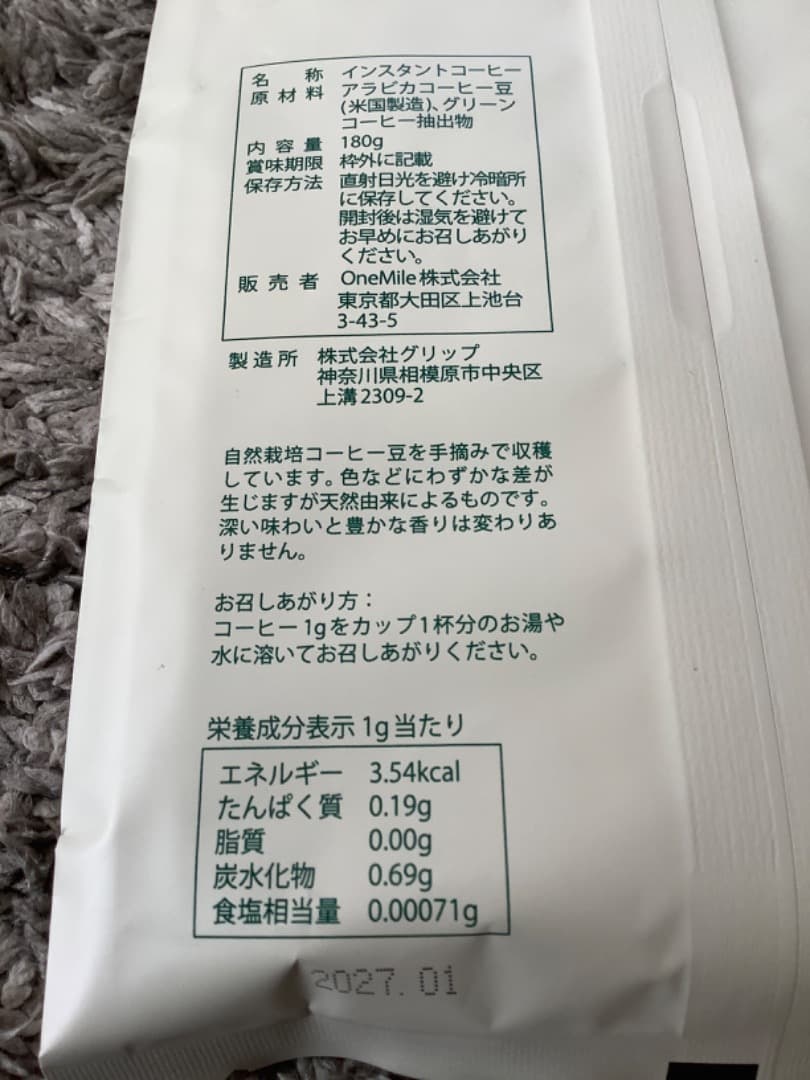 名称 インスタントコーヒー
原材料 アラビカコーヒー豆
(米国製造)、グリーン
コーヒー抽出物
内容量 180g
賞味期限 枠外に記載
保存方法 直射日光を避け冷暗所
に保存してください。
開封後は湿気を避けて
お早めにお召しあがり
ください。
販売者 OneMile株式会社
東京都大田区上池台
3-43-5
製造所 株式会社グリップ
神奈川県相模原市中央区
上溝2309-2
自然栽培コーヒー豆を手摘みで収穫
しています。色などにわずかな差が
生じますが天然由来によるものです。
深い味わいと豊かな香りは変わりあ
りません。
お召しあがり方：
コーヒー1gをカップ1杯分のお湯や
水に溶いてお召しあがりください。
栄養成分表示 1g当たり
エネルギー 3.54kcal
たんぱく質 0.19g
脂質 0.00g
炭水化物 0.69g
食塩相当量 0.00071g
2027. 01